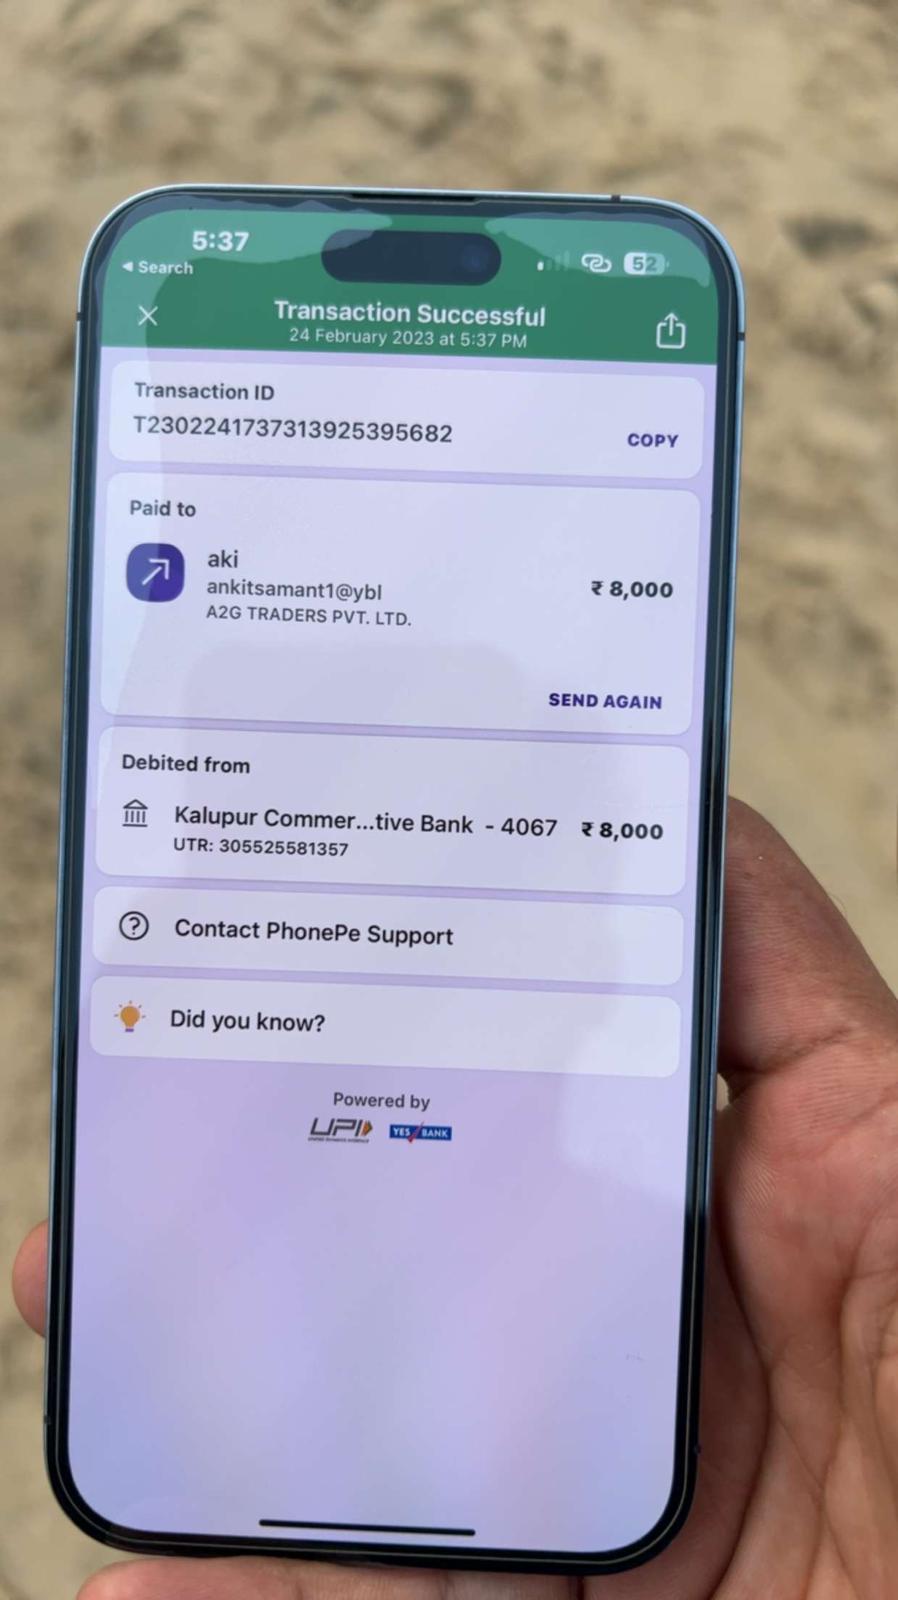 5:37
◀ Search
52
Transaction Successful
24 February 2023 at 5:37 PM
Transaction ID
T2302241737313925395682
COPY
Paid to
aki
ankitsamant1@ybl
₹ 8,000
A2G TRADERS PVT. LTD.
SEND AGAIN
Debited from
Kalupur Commer...tive Bank - 4067 ₹ 8,000
UTR: 305525581357
Contact PhonePe Support
Did you know?
Powered by
UPI YES BANK